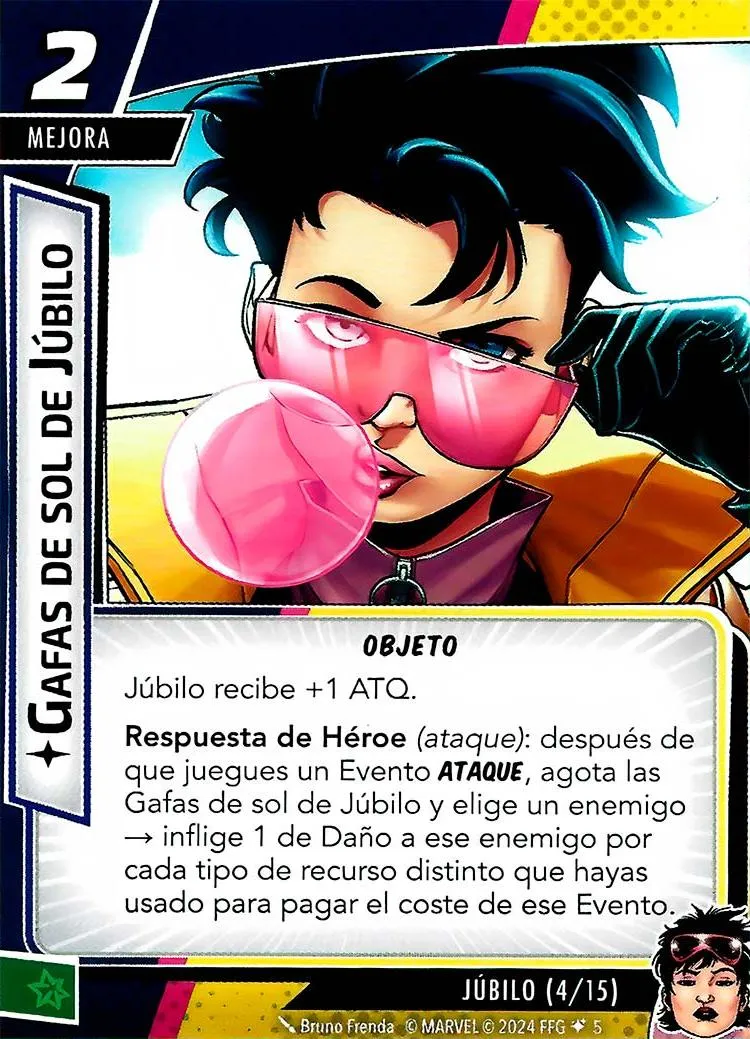 2
MEJORA
GAFAS DE SOL DE JÚBILO
OBJETO
Júbilo recibe +1 ATQ.
Respuesta de Héroe (ataque): después de
que juegues un Evento ATAQUE, agota las
Gafas de sol de Júbilo y elige un enemigo
→ inflige 1 de Daño a ese enemigo por
cada tipo de recurso distinto que hayas
usado para pagar el coste de ese Evento.
JÚBILO (4/15)
Bruno Frenda © MARVEL © 2024 FFG 5